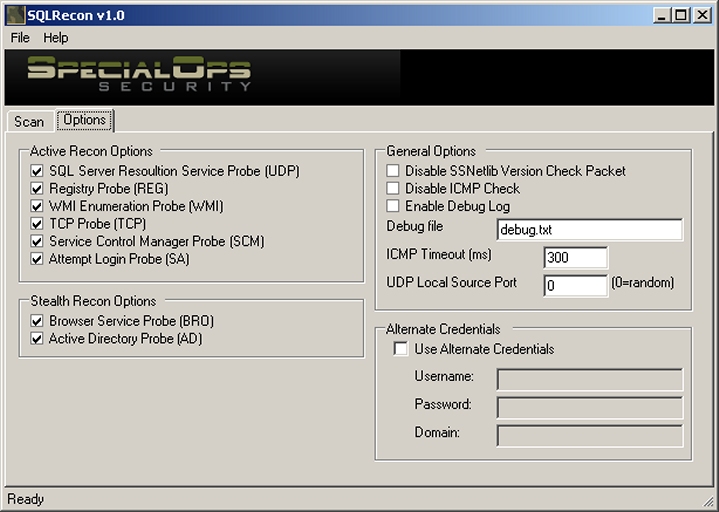 SQLRecon v1.0
File Help
SPECIALOPS
SECURITY
Scan Options
Active Recon Options
SQL Server Resoultion Service Probe (UDP)
Registry Probe (REG)
WMI Enumeration Probe (WMI)
TCP Probe (TCP)
Service Control Manager Probe (SCM)
Attempt Login Probe (SA)
Stealth Recon Options
Browser Service Probe (BRO)
Active Directory Probe (AD)
General Options
Disable SSNetlib Version Check Packet
Disable ICMP Check
Enable Debug Log
Debug file debug.txt
ICMP Timeout (ms) 300
UDP Local Source Port 0 (0=random)
Alternate Credentials
Use Alternate Credentials
Username:
Password:
Domain:
Ready